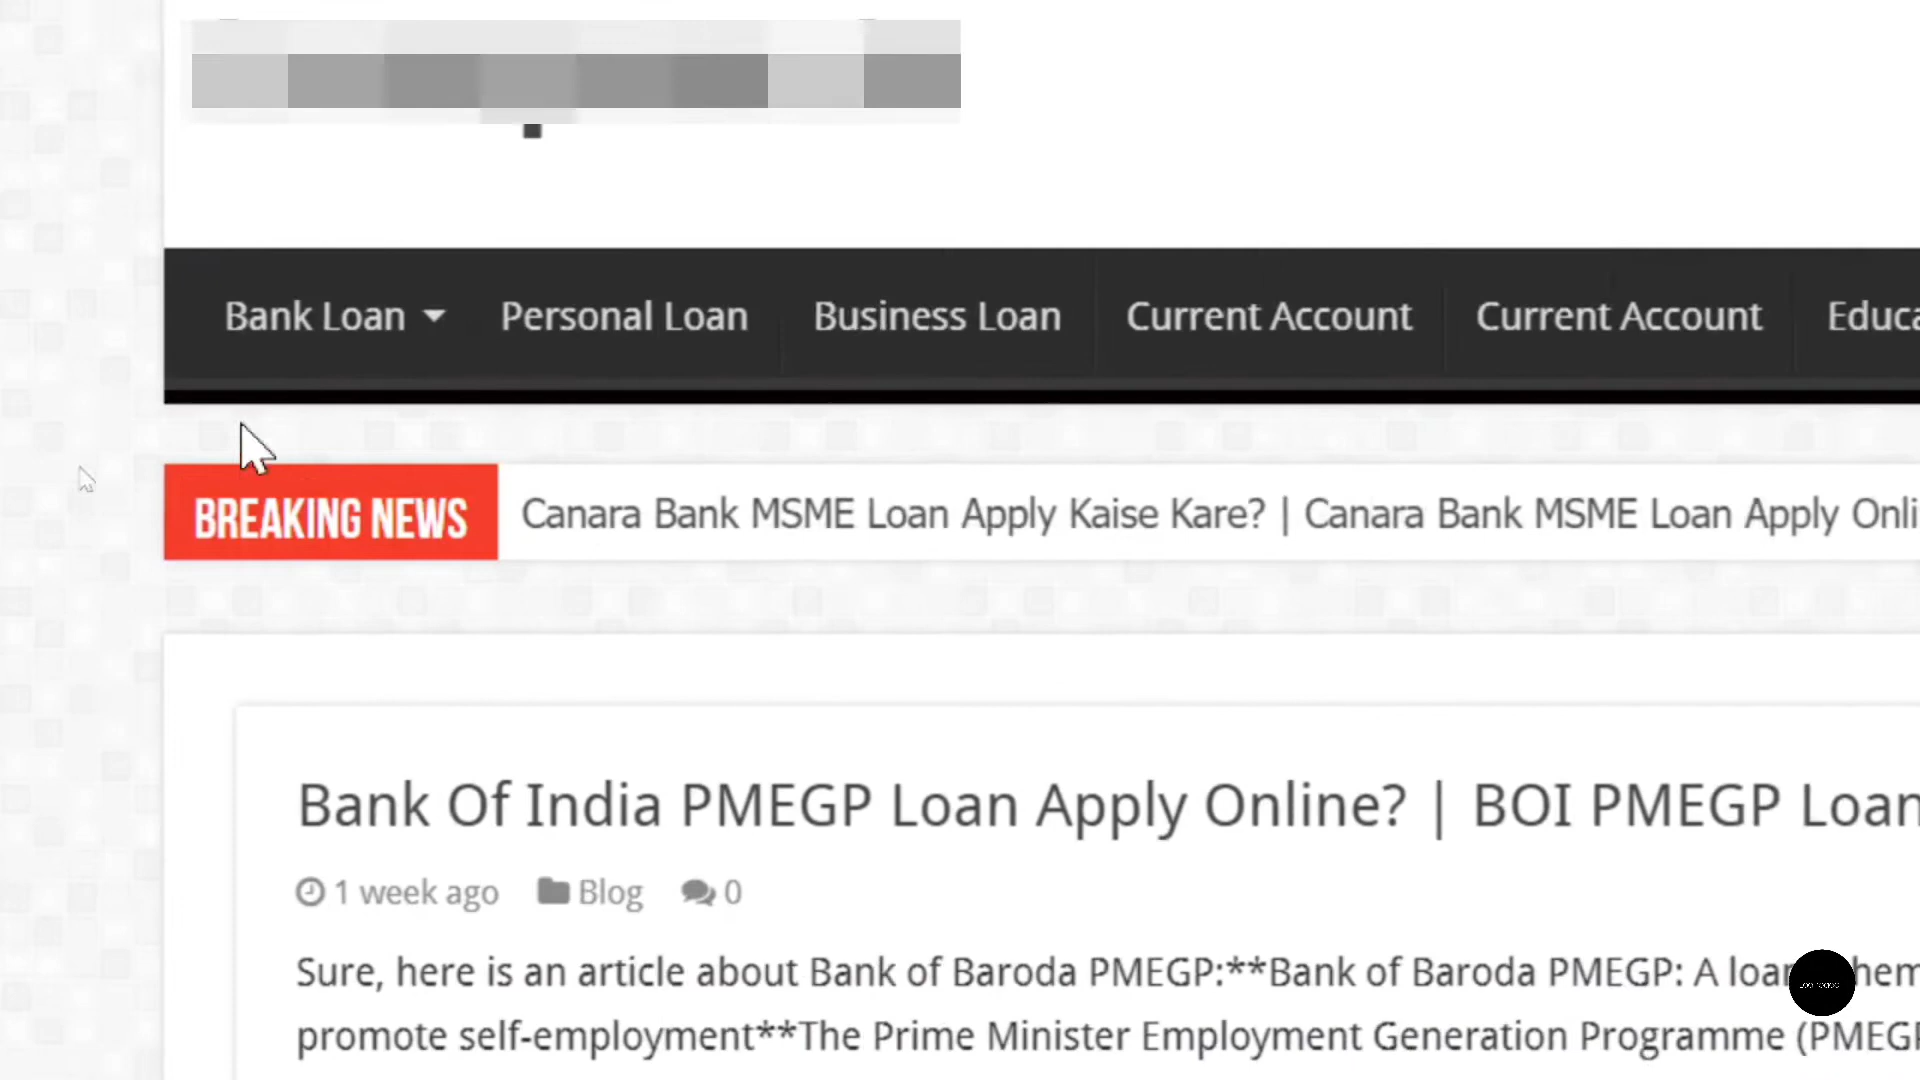 Bank Loan
Personal Loan
Business Loan
Current Account
Current Account
Educa
BREAKING NEWS
Canara Bank MSME Loan Apply Kaise Kare? | Canara Bank MSME Loan Apply Onli
Bank Of India PMEGP Loan Apply Online? | BOI PMEGP Loan
1 week ago Blog 0
Sure, here is an article about Bank of Baroda PMEGP:**Bank of Baroda PMEGP: A loan hem
promote self-employment**The Prime Minister Employment Generation Programme (PMEGP